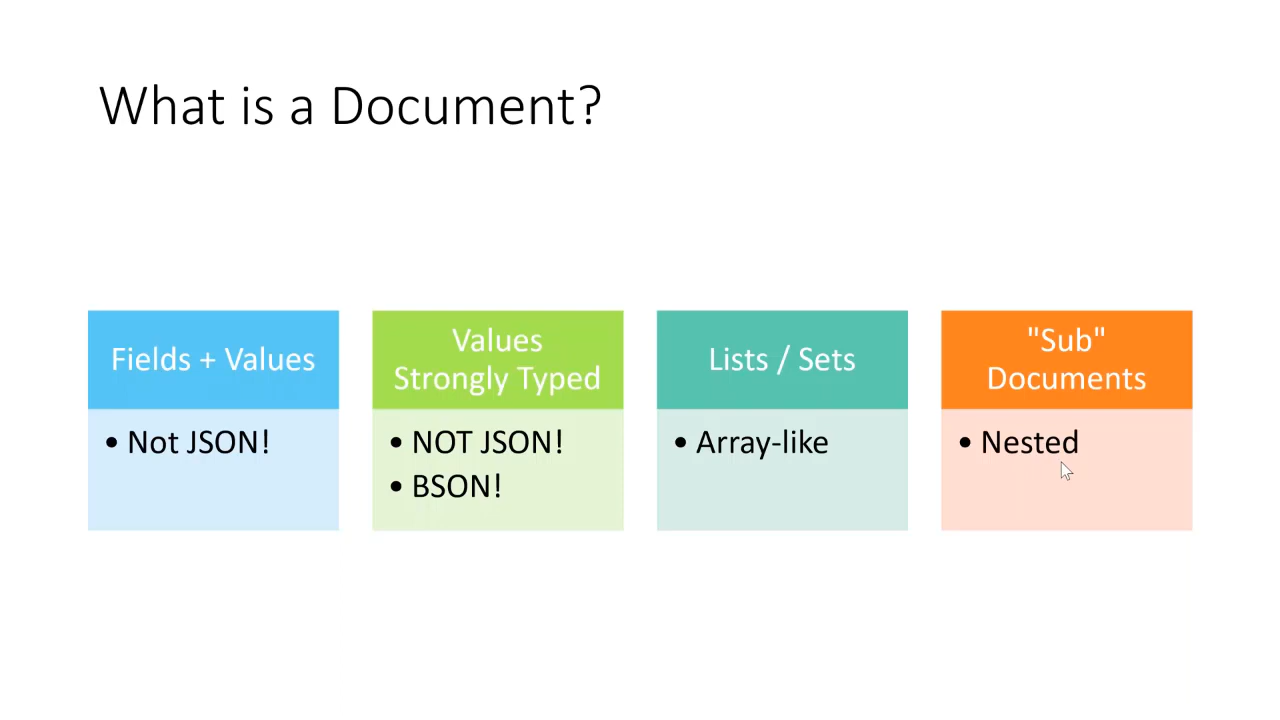 What is a Document?
Fields + Values
• Not JSON!
Values
Strongly Typed
• NOT JSON!
• BSON!
Lists / Sets
• Array-like
"Sub"
Documents
• Nested